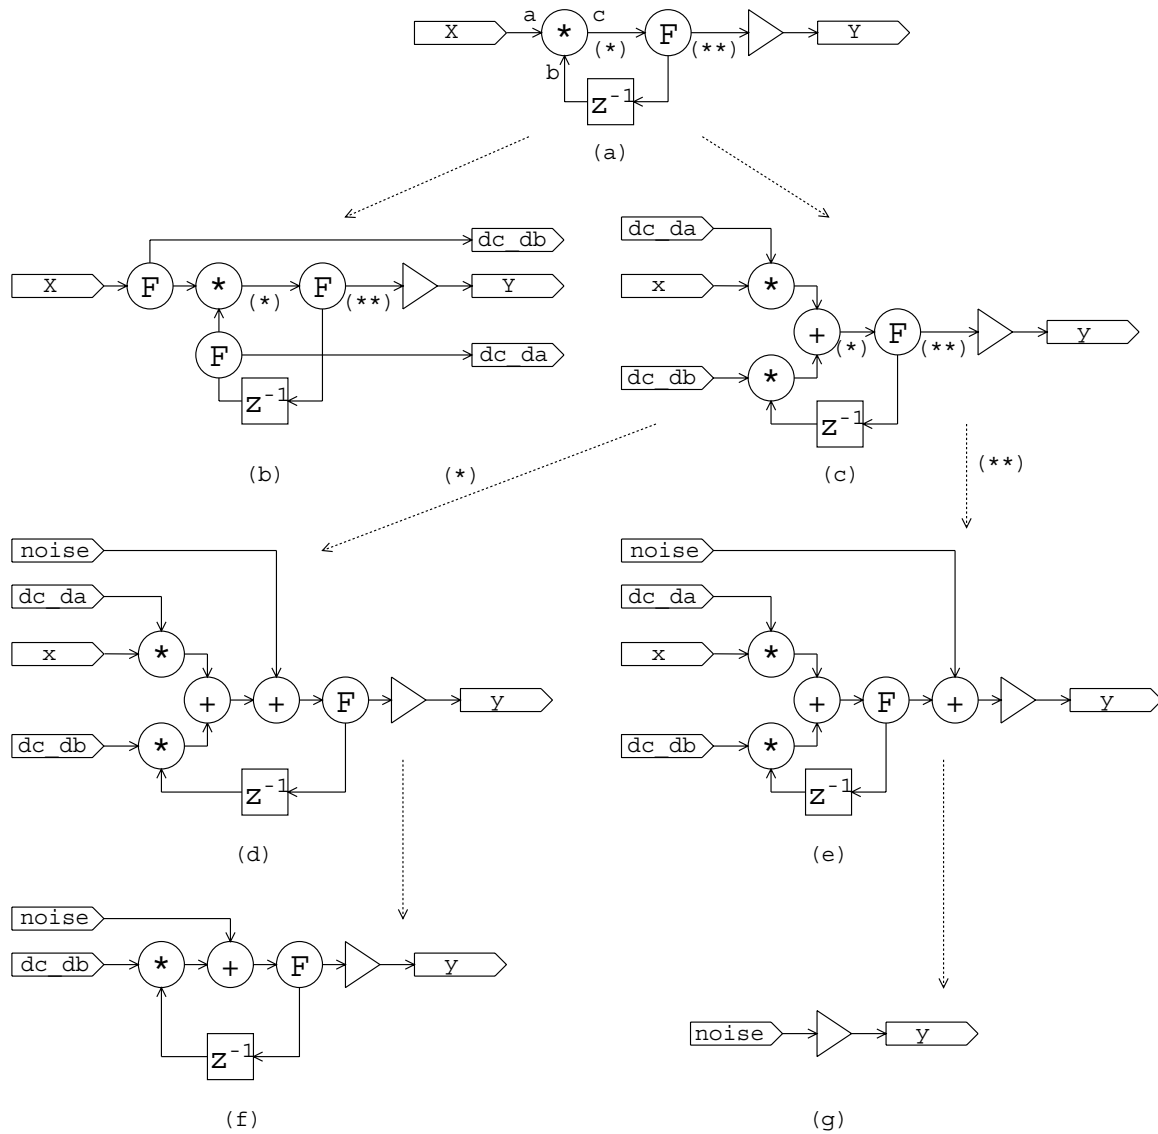 X a * c (*) F (**) Y
b
z⁻¹
(a)
dc_db
X F * (*) F (**) Y
F dc_da
z⁻¹
(b)
dc_da
x *
+ (*) F (**) y
dc_db *
z⁻¹
(c)
(*)
(**)
noise
dc_da
x *
+ + F y
dc_db *
z⁻¹
(d)
noise
dc_da
x *
+ F + y
dc_db *
z⁻¹
(e)
noise
dc_db * + F y
z⁻¹
(f)
noise y
(g)